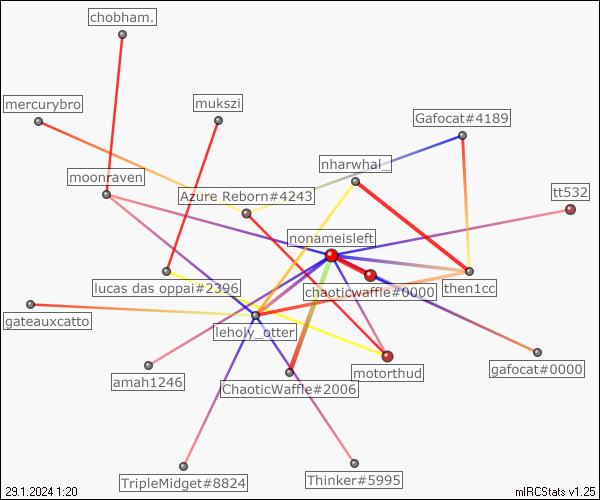 chobham.
mercurybro
mukszi
Gafocat#4189
nharwhal_
moonraven
tt532
Azure Reborn#4243
nonameisleft
lucas das oppai#2396
chaoticwaffle#0000
then1cc
gateauxcatto
leholy_otter
gafocat#0000
motorthud
amah1246
ChaoticWaffle#2006
TripleMidget#8824
Thinker#5995
29.1.2024 1:20
mIRCStats v1.25